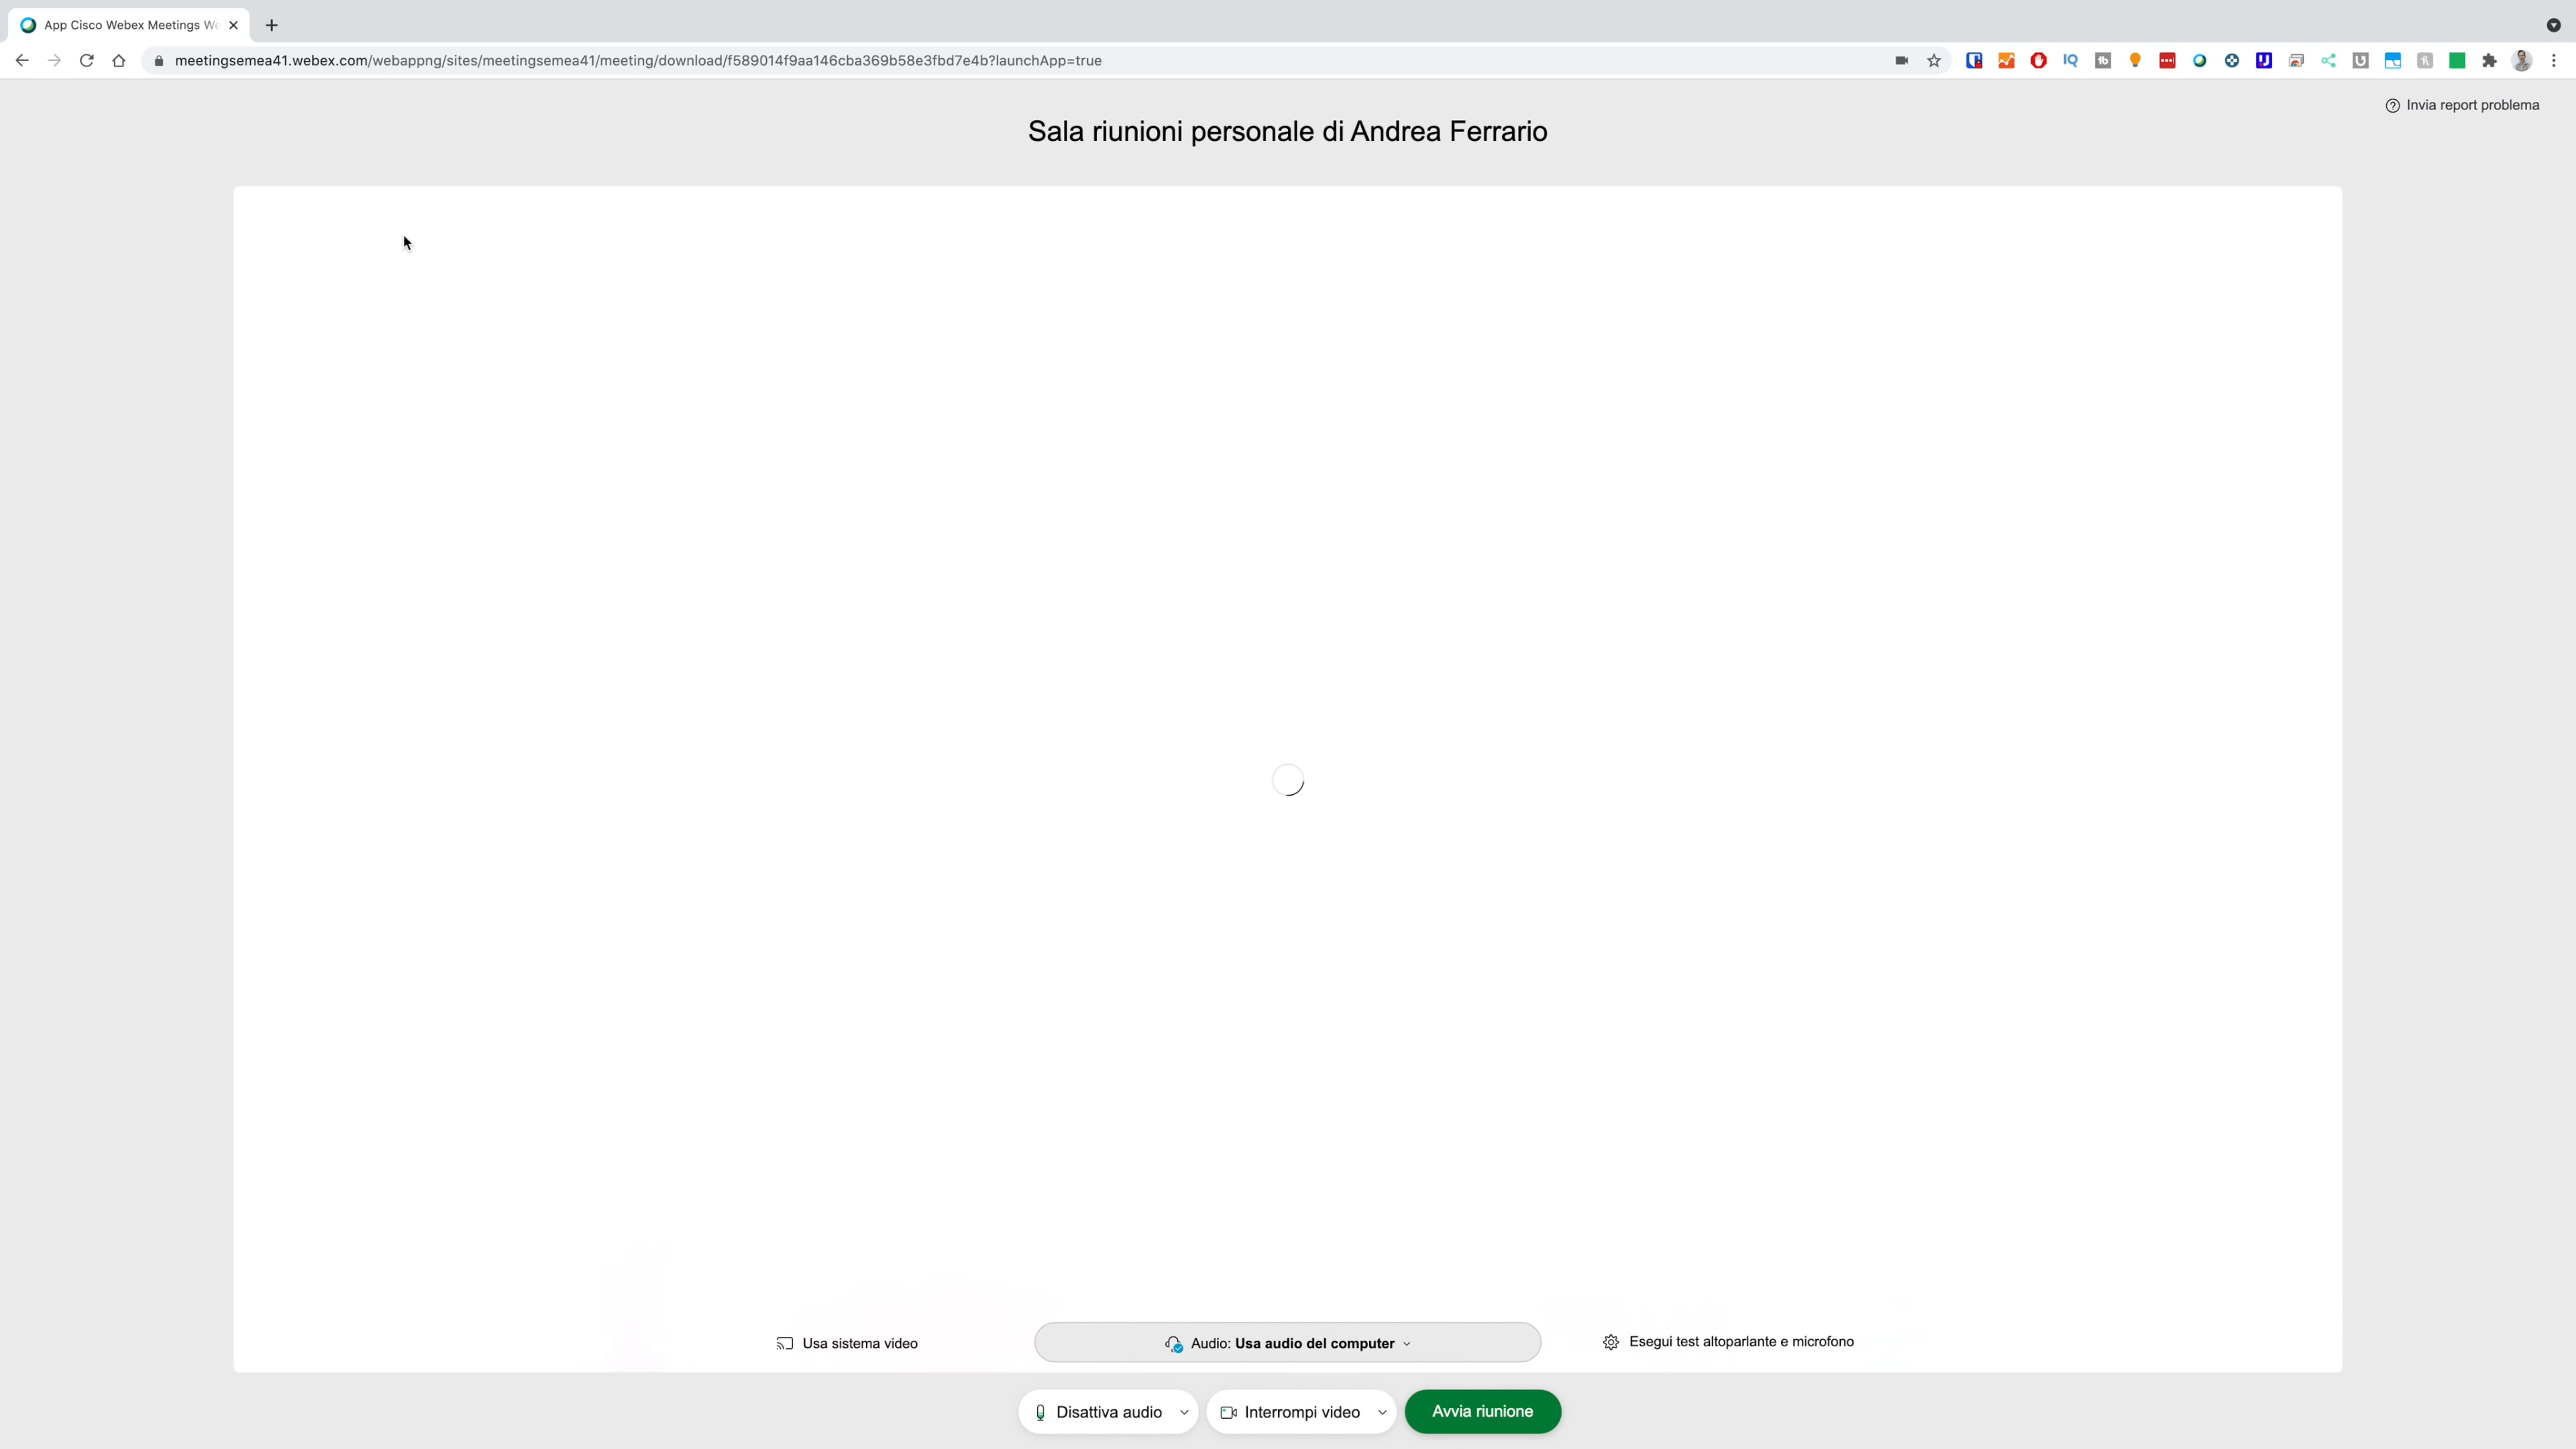 App Cisco Webex Meetings We
meetingsemea41.webex.com/webappng/sites/meetingsemea41/meeting/download/f589014f9aa146cba369b58e3fbd7e4b?launchApp=true
Invia report problema
Sala riunioni personale di Andrea Ferrario
Usa sistema video
Audio: Usa audio del computer
Esegui test altoparlante e microfono
Disattiva audio
Interrompi video
Avvia riunione